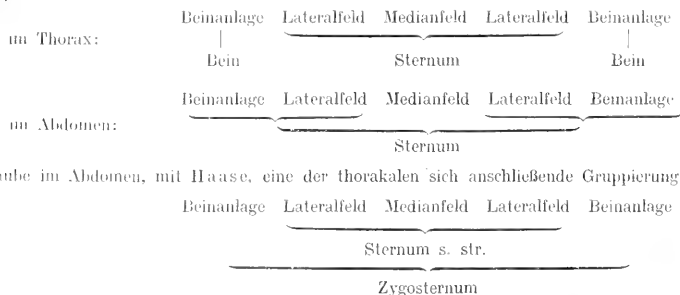 Beinanlage Lateralfeld Medianfeld Lateralfeld Beinanlage
im Thorax:
Bein Sternum Bein
Beinanlage Lateralfeld Medianfeld Lateralfeld Beinanlage
im Abdomen:
Sternum
aube im Abdomen, mit Haase, eine der thorakalen sich anschließende Gruppierung
Beinanlage Lateralfeld Medianfeld Lateralfeld Beinanlage
Sternum s. str.
Zygosternum